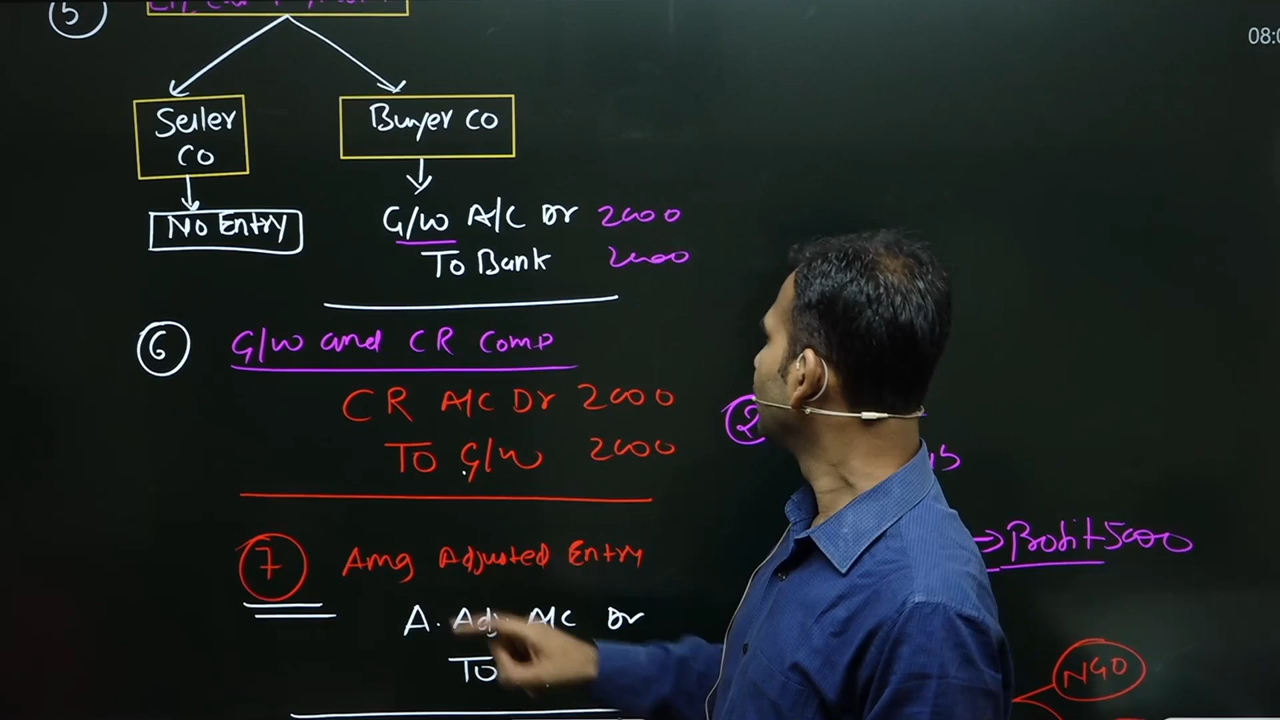 5
Seller
Co
Buyer Co
No Entry
G/W A/C Dr 2000
To Bank 2000
6 G/W and CR Comp
CR A/C Dr 2000
To G/W 2000
2
7 Amg Adjusted Entry
Profit 5000
A. Adj. A/C Dr
To
NGO
08:0